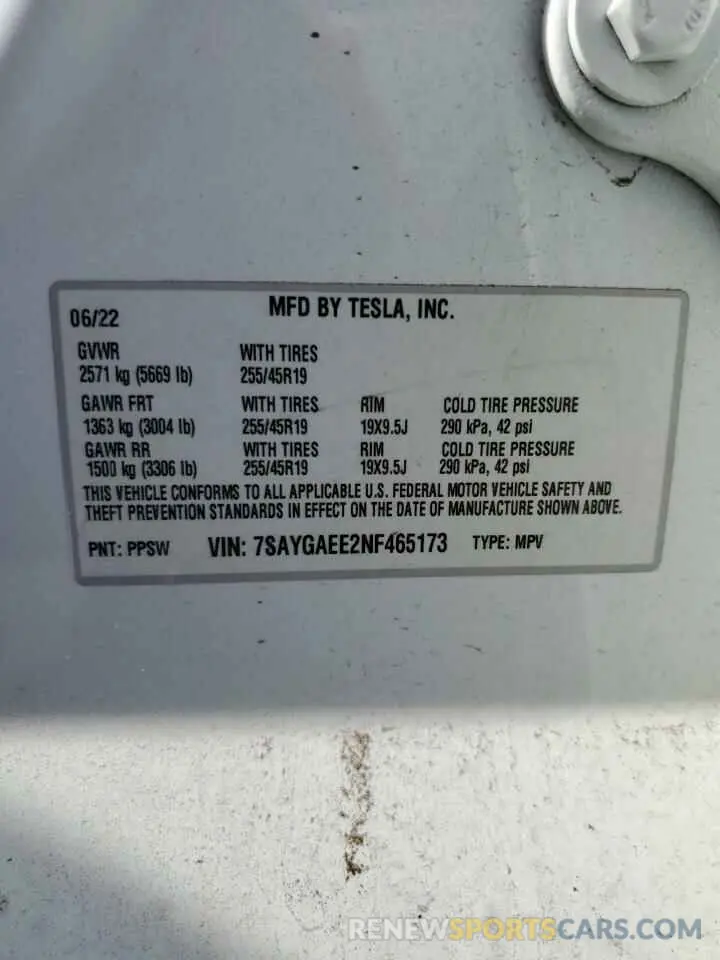 06/22 MFD BY TESLA, INC.
GVWR WITH TIRES
2571 kg (5669 lb) 255/45R19
GAWR FRT WITH TIRES RIM COLD TIRE PRESSURE
1363 kg (3004 lb) 255/45R19 19X9.5J 290 kPa, 42 psi
GAWR RR WITH TIRES RIM COLD TIRE PRESSURE
1500 kg (3306 lb) 255/45R19 19X9.5J 290 kPa, 42 psi
THIS VEHICLE CONFORMS TO ALL APPLICABLE U.S. FEDERAL MOTOR VEHICLE SAFETY AND
THEFT PREVENTION STANDARDS IN EFFECT ON THE DATE OF MANUFACTURE SHOWN ABOVE.
PNT: PPSW VIN: 7SAYGAEE2NF465173 TYPE: MPV
RENEWSPORTSCARS.COM